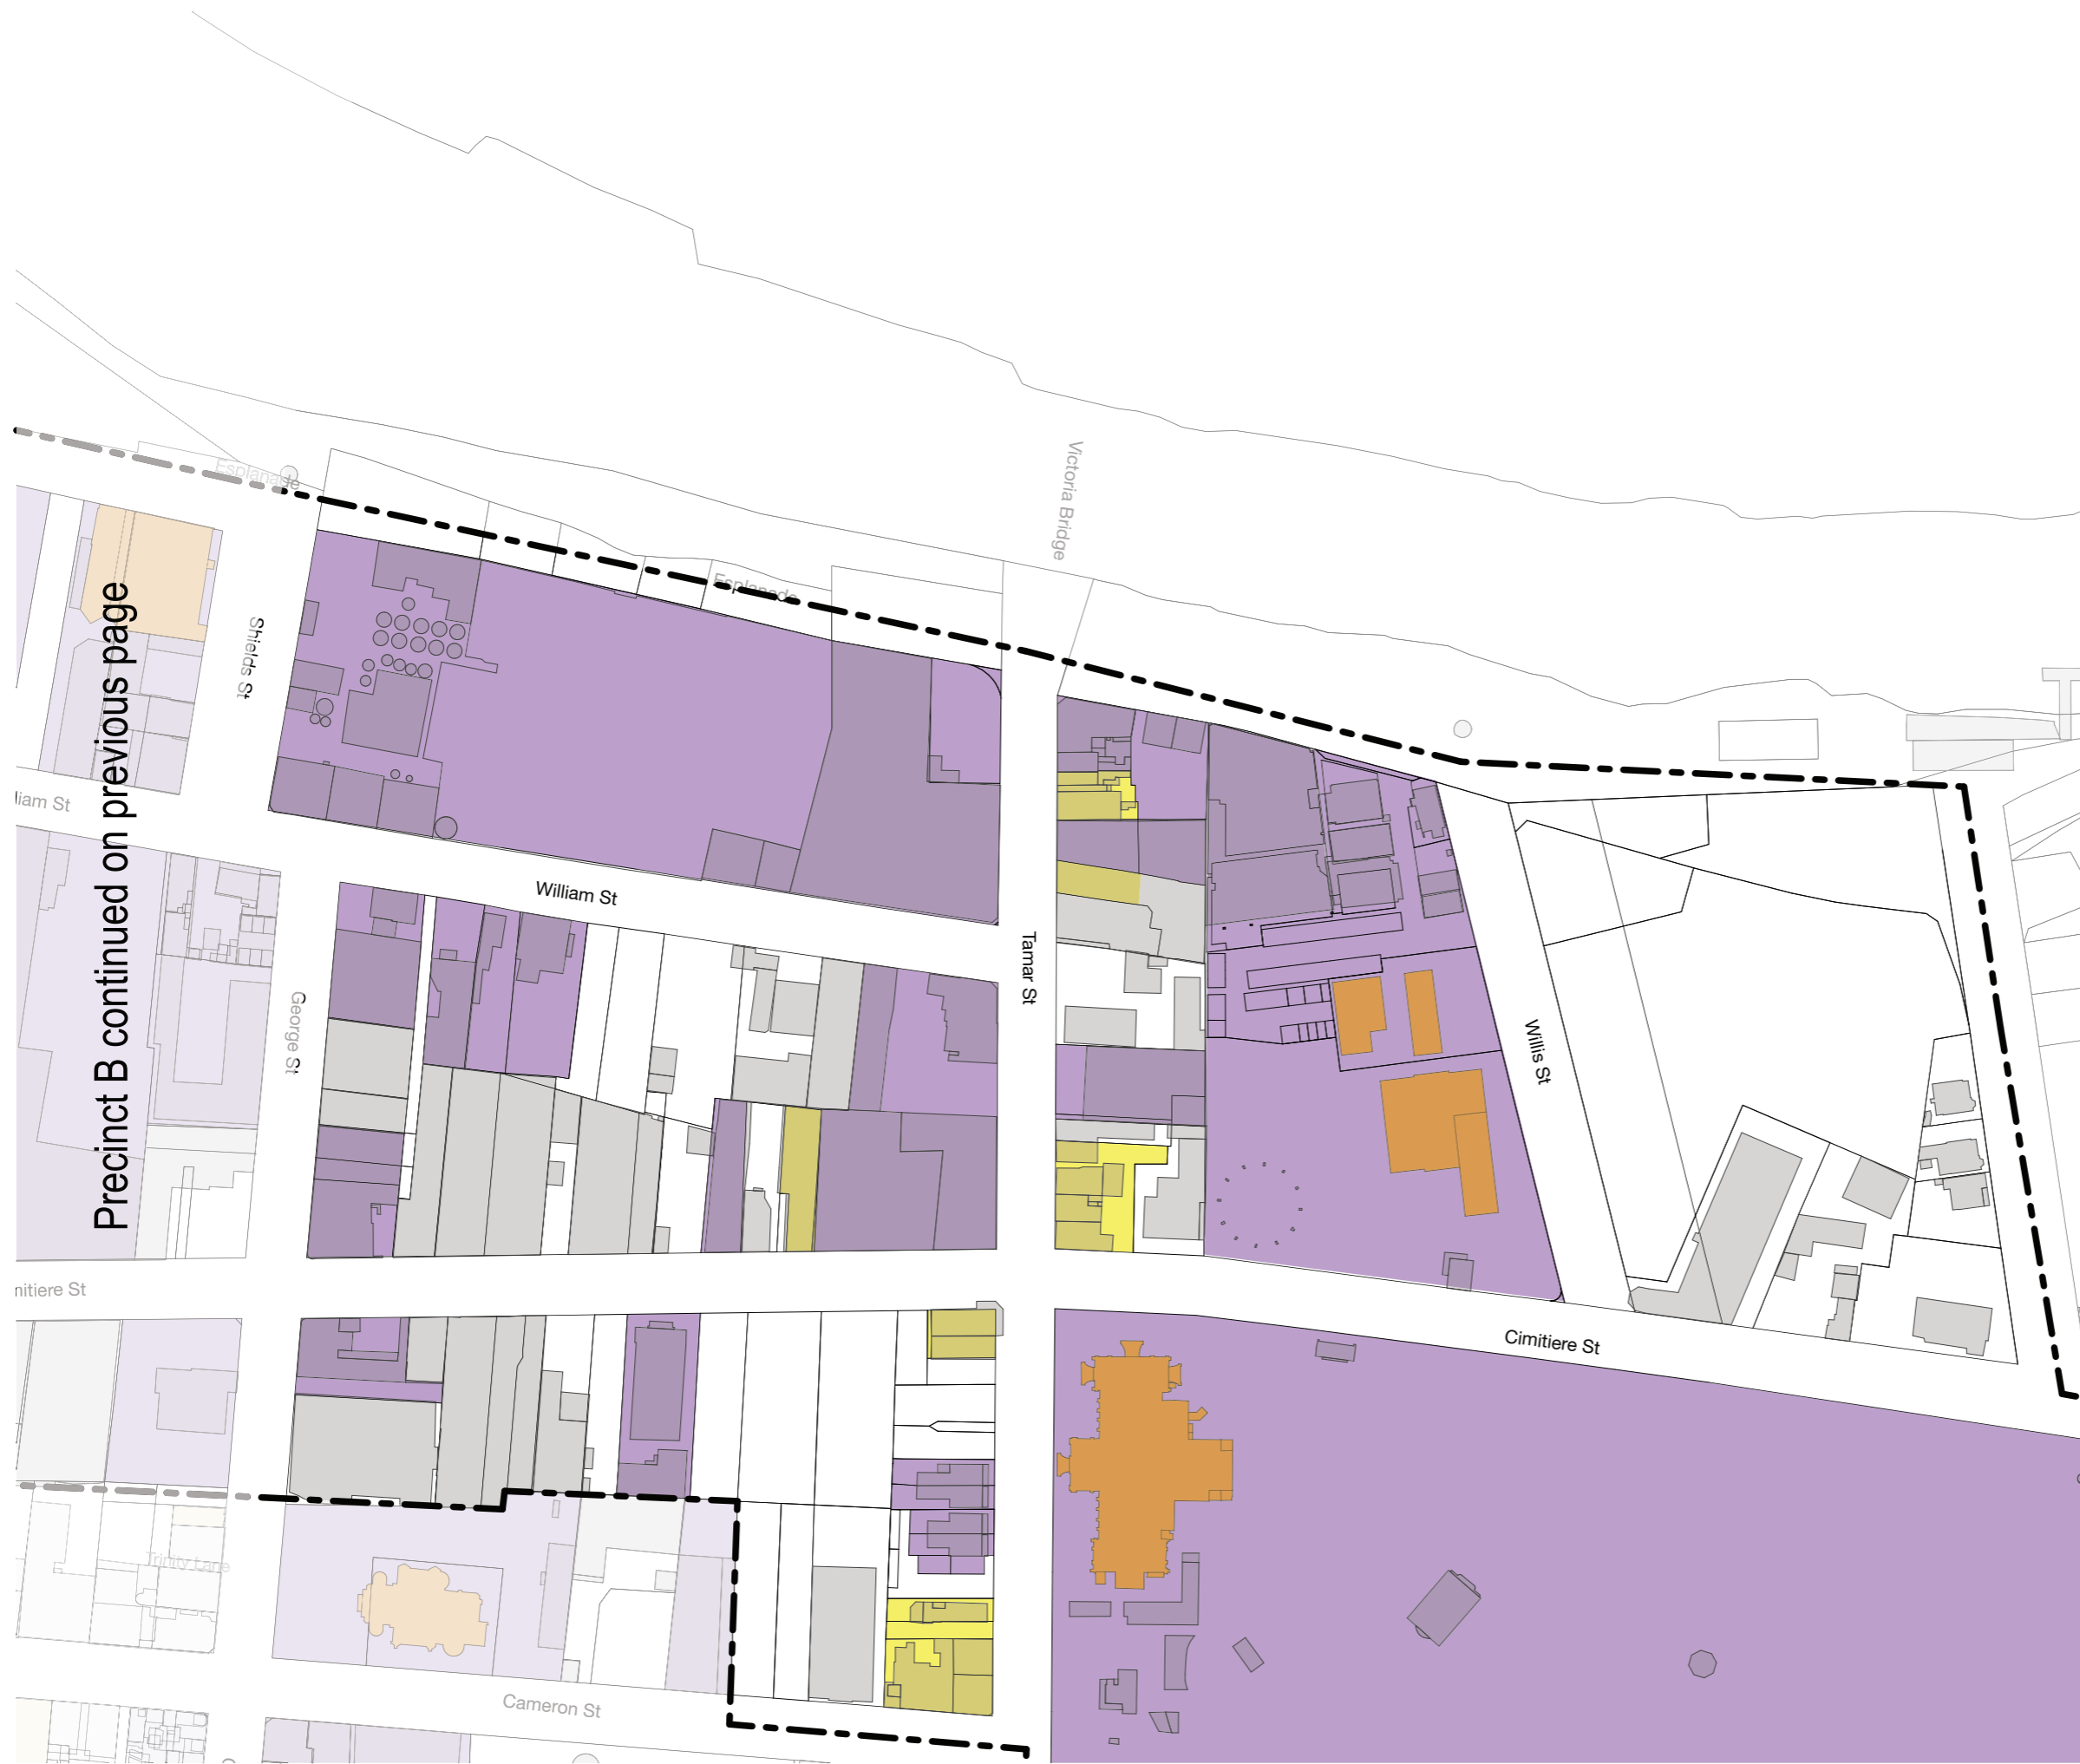 Victoria Bridge
Esplanade
Esplanade
Shields St
Precinct B continued on previous page
liam St
William St
Tamar St
George St
Willis St
nitiere St
Cimitiere St
Trinity Lane
Cameron St